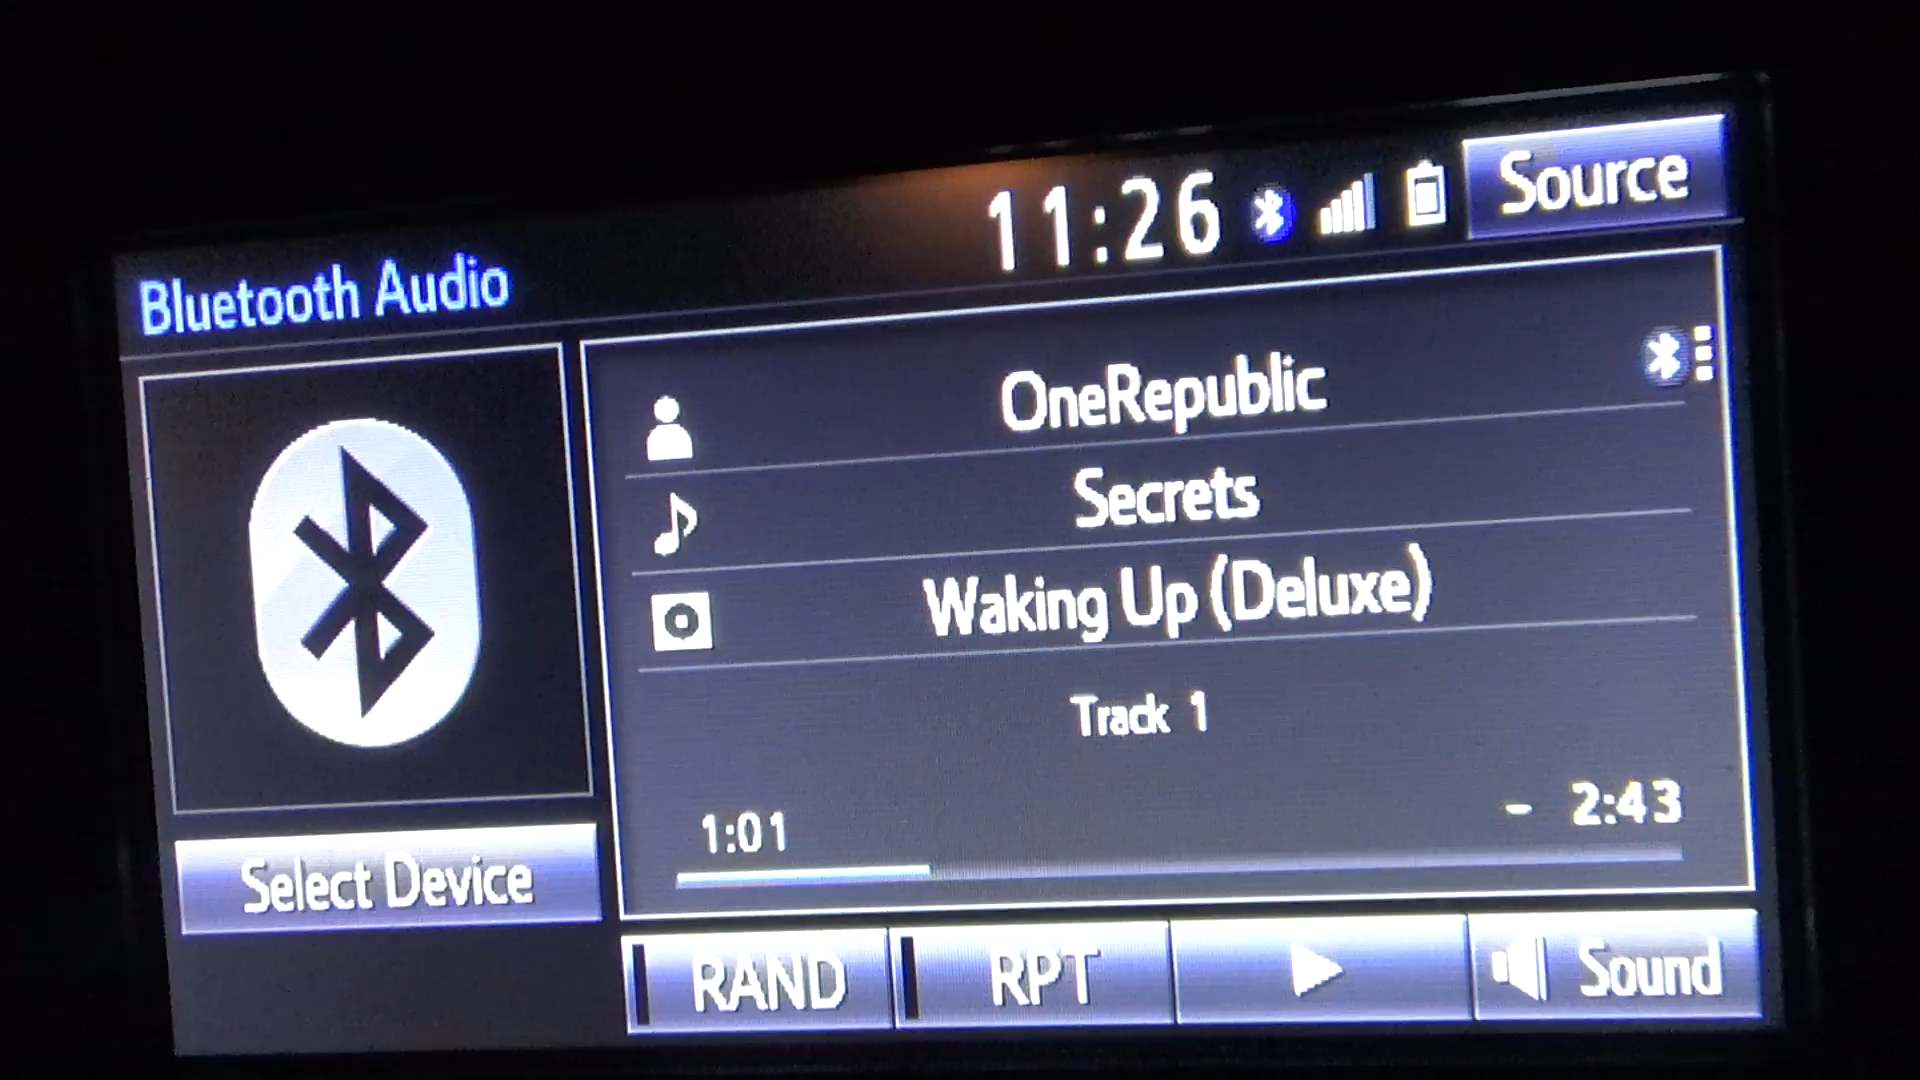 11:26
Source
Bluetooth Audio
OneRepublic
Secrets
Waking Up (Deluxe)
Track 1
1:01
- 2:43
Select Device
RAND
RPT
Sound